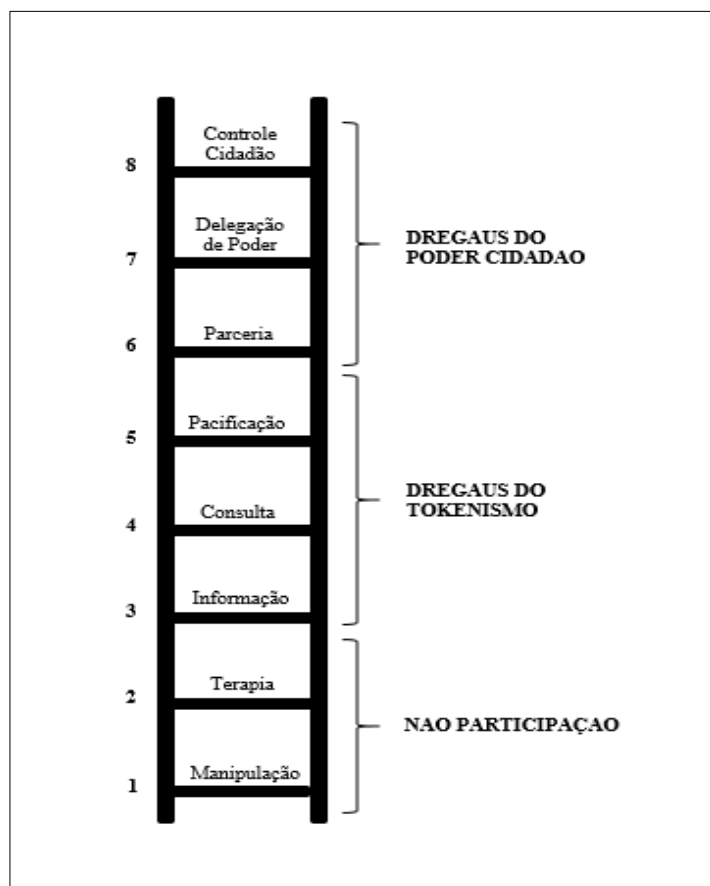 Controle
Cidadão
8
Delegação
de Poder
7
DREGAUS DO
PODER CIDADAO
Parceria
6
Pacificação
5
DREGAUS DO
TOKENISMO
Consulta
4
Informação
3
Terapia
2
NAO PARTICIPAÇAO
Manipulação
1